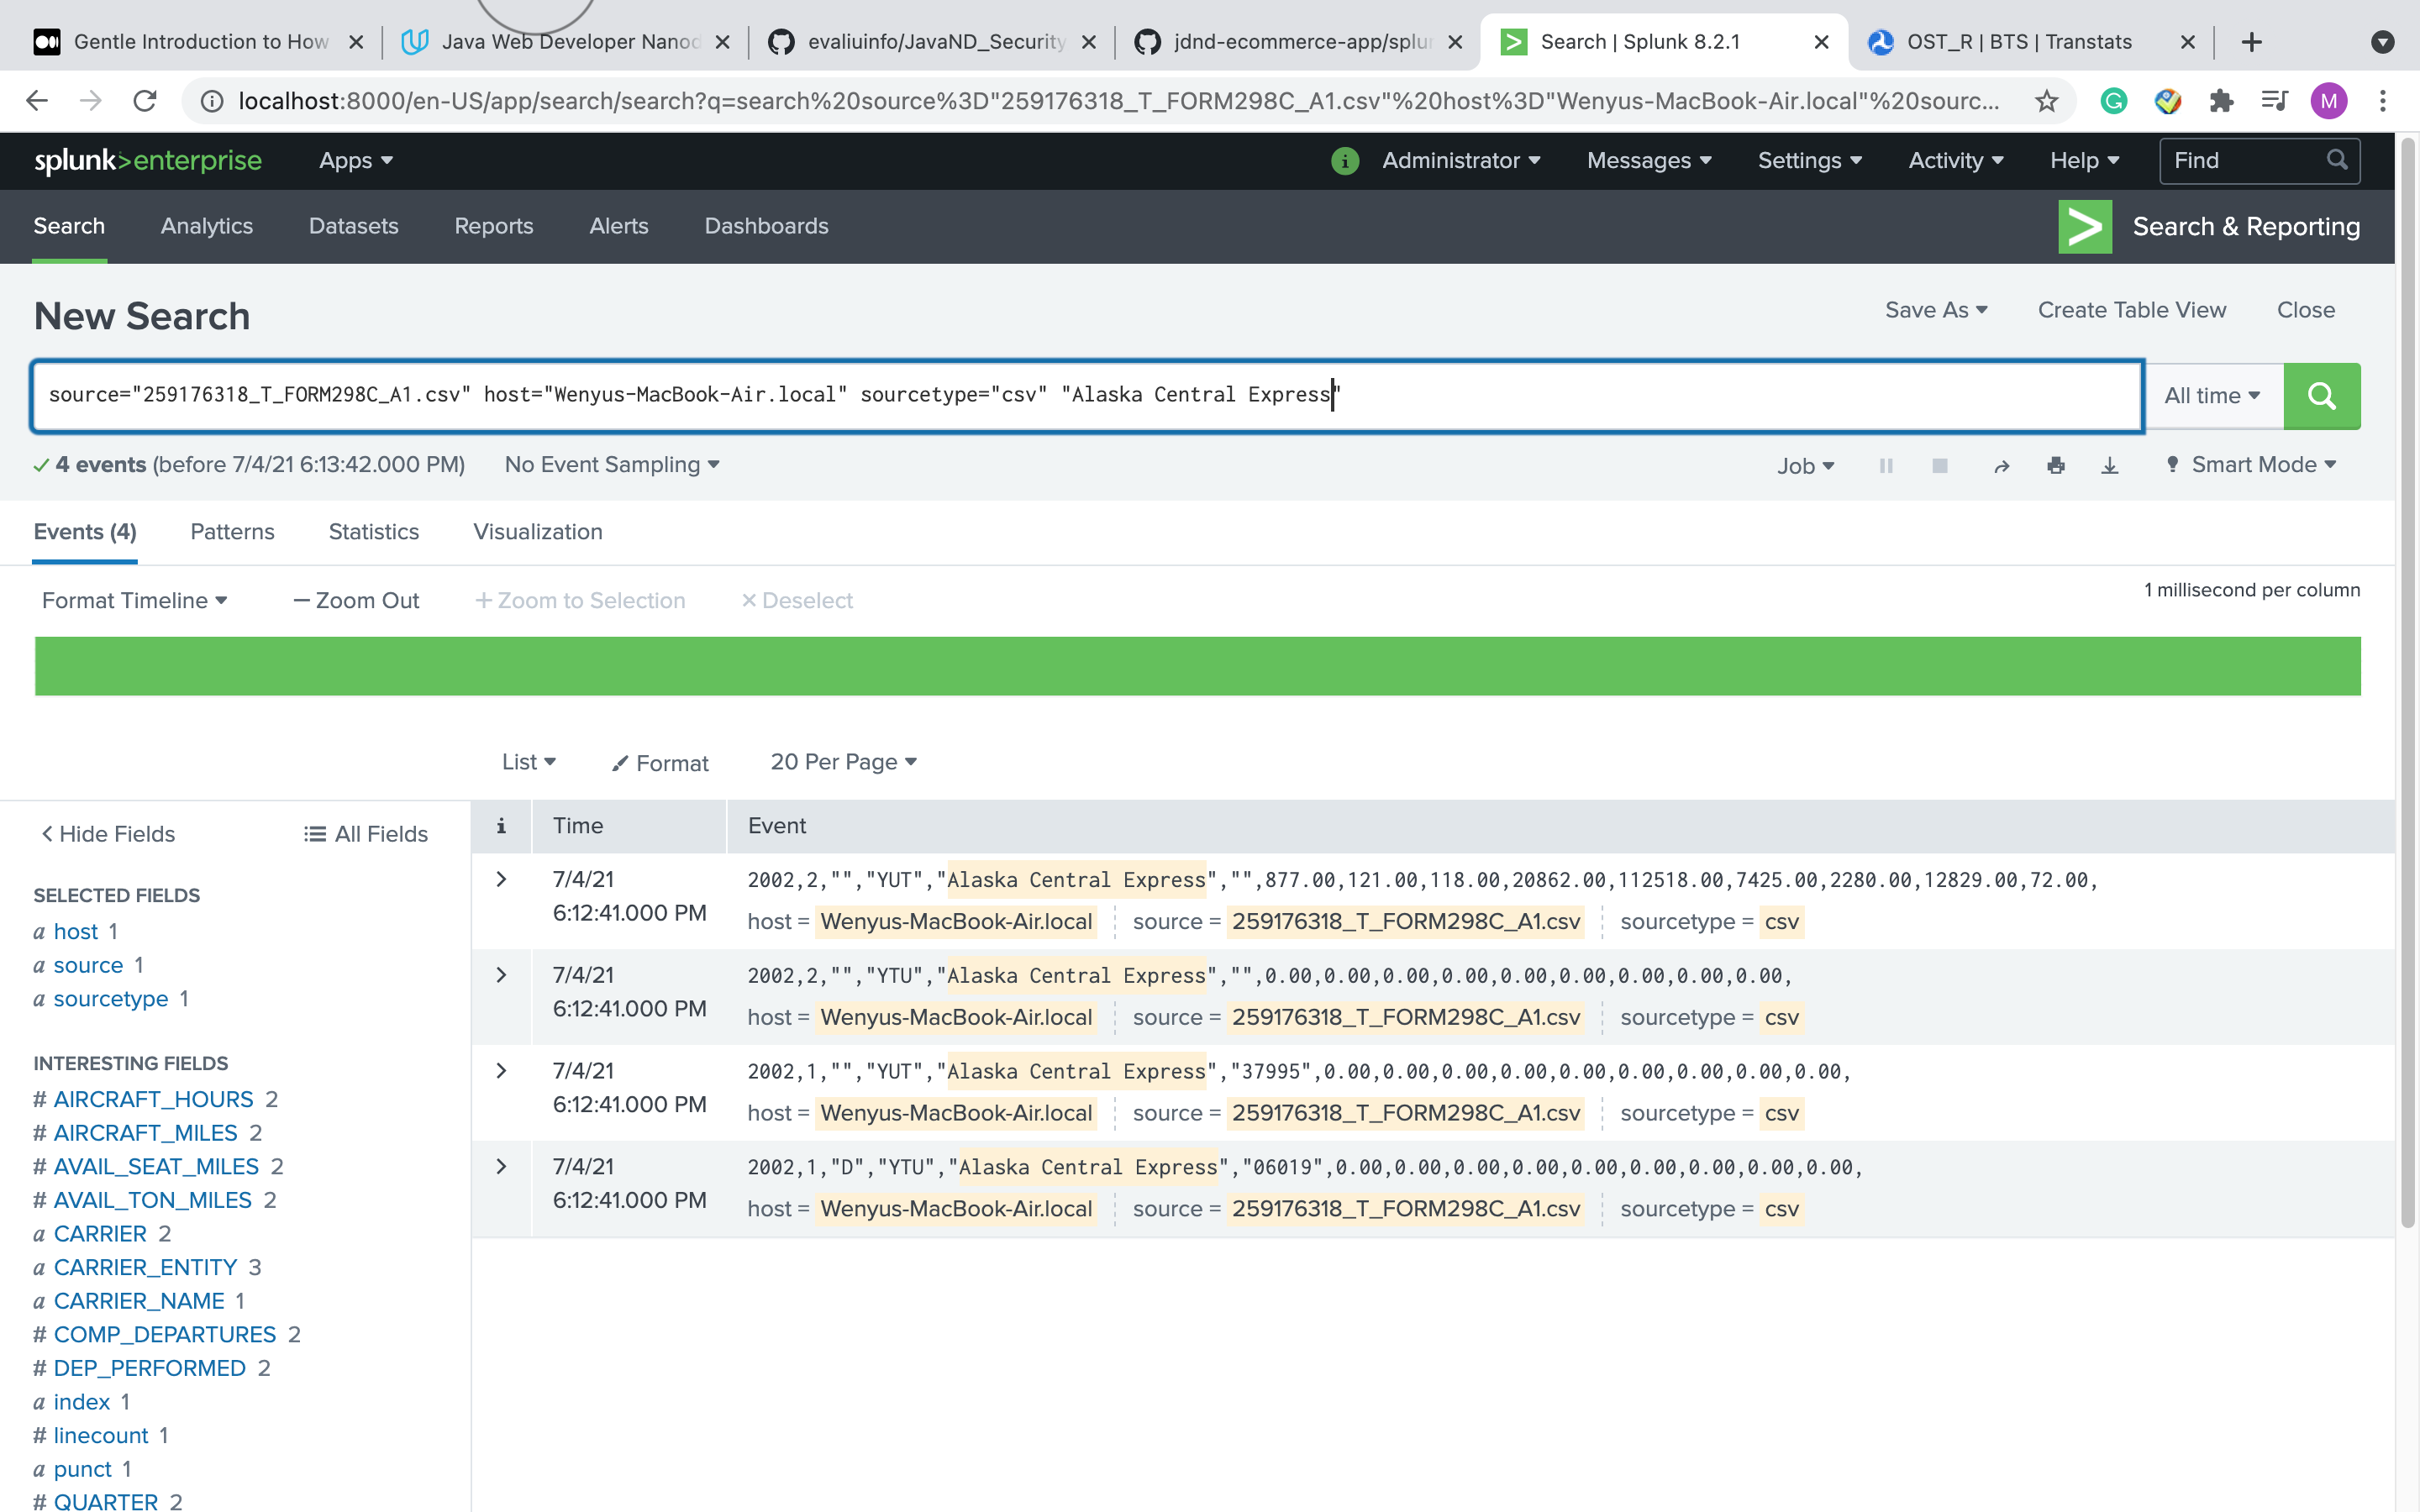 Gentle Introduction to How
Java Web Developer Nanod
evaliuinfo/JavaND_Security
jdnd-ecommerce-app/splun
Search | Splunk 8.2.1
OST_R | BTS | Transtats
localhost:8000/en-US/app/search/search?q=search%20source%3D"259176318_T_FORM298C_A1.csv"%20host%3D"Wenyus-MacBook-Air.local"%20sourc...
G
M
splunk>enterprise
Apps
i
Administrator
Messages
Settings
Activity
Help
Find
Search
Analytics
Datasets
Reports
Alerts
Dashboards
Search & Reporting
New Search
Save As
Create Table View
Close
source="259176318_T_FORM298C_A1.csv" host="Wenyus-MacBook-Air.local" sourcetype="csv" "Alaska Central Express"
All time
4 events (before 7/4/21 6:13:42.000 PM)
No Event Sampling
Job
Smart Mode
Events (4)
Patterns
Statistics
Visualization
Format Timeline
— Zoom Out
+ Zoom to Selection
× Deselect
1 millisecond per column
List
Format
20 Per Page
< Hide Fields
All Fields
i
Time
Event
SELECTED FIELDS
a host 1
a source 1
a sourcetype 1
INTERESTING FIELDS
# AIRCRAFT_HOURS 2
# AIRCRAFT_MILES 2
# AVAIL_SEAT_MILES 2
# AVAIL_TON_MILES 2
a CARRIER 2
a CARRIER_ENTITY 3
a CARRIER_NAME 1
# COMP_DEPARTURES 2
# DEP_PERFORMED 2
a index 1
# linecount 1
a punct 1
# QUARTER 2
7/4/21
6:12:41.000 PM
2002,2,"","YUT","Alaska Central Express","",877.00,121.00,118.00,20862.00,112518.00,7425.00,2280.00,12829.00,72.00,
host = Wenyus-MacBook-Air.local source = 259176318_T_FORM298C_A1.csv sourcetype = csv
7/4/21
6:12:41.000 PM
2002,2,"","YTU","Alaska Central Express","",0.00,0.00,0.00,0.00,0.00,0.00,0.00,0.00,0.00,
host = Wenyus-MacBook-Air.local source = 259176318_T_FORM298C_A1.csv sourcetype = csv
7/4/21
6:12:41.000 PM
2002,1,"","YUT","Alaska Central Express","37995",0.00,0.00,0.00,0.00,0.00,0.00,0.00,0.00,0.00,
host = Wenyus-MacBook-Air.local source = 259176318_T_FORM298C_A1.csv sourcetype = csv
7/4/21
6:12:41.000 PM
2002,1,"D","YTU","Alaska Central Express","06019",0.00,0.00,0.00,0.00,0.00,0.00,0.00,0.00,0.00,
host = Wenyus-MacBook-Air.local source = 259176318_T_FORM298C_A1.csv sourcetype = csv